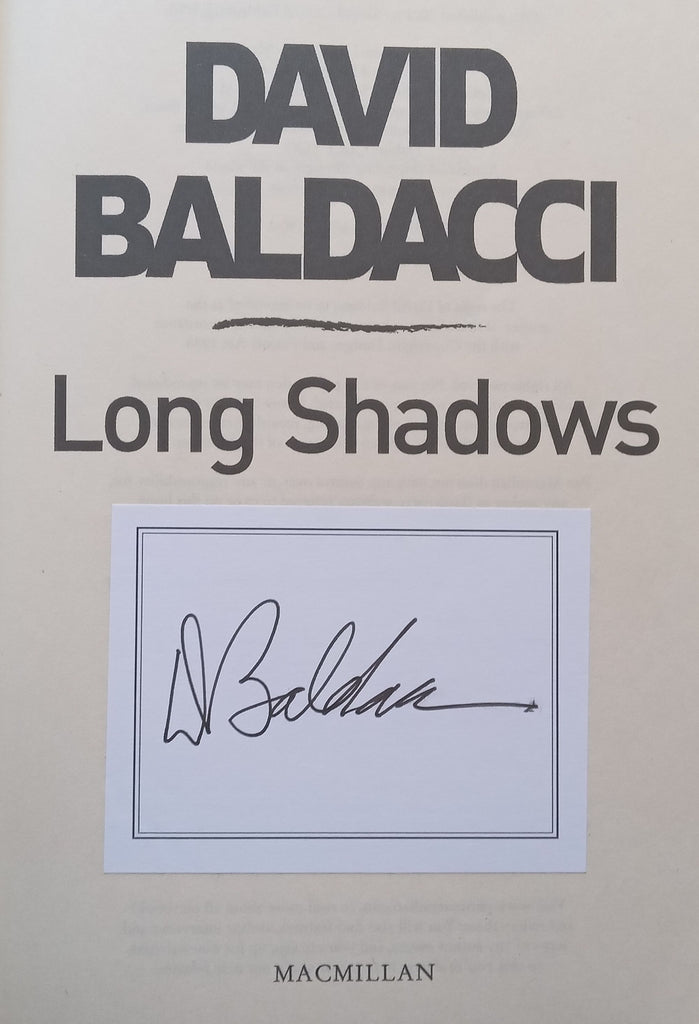 DAVID
BALDACCI
Long Shadows
D Baldacci
MACMILLAN